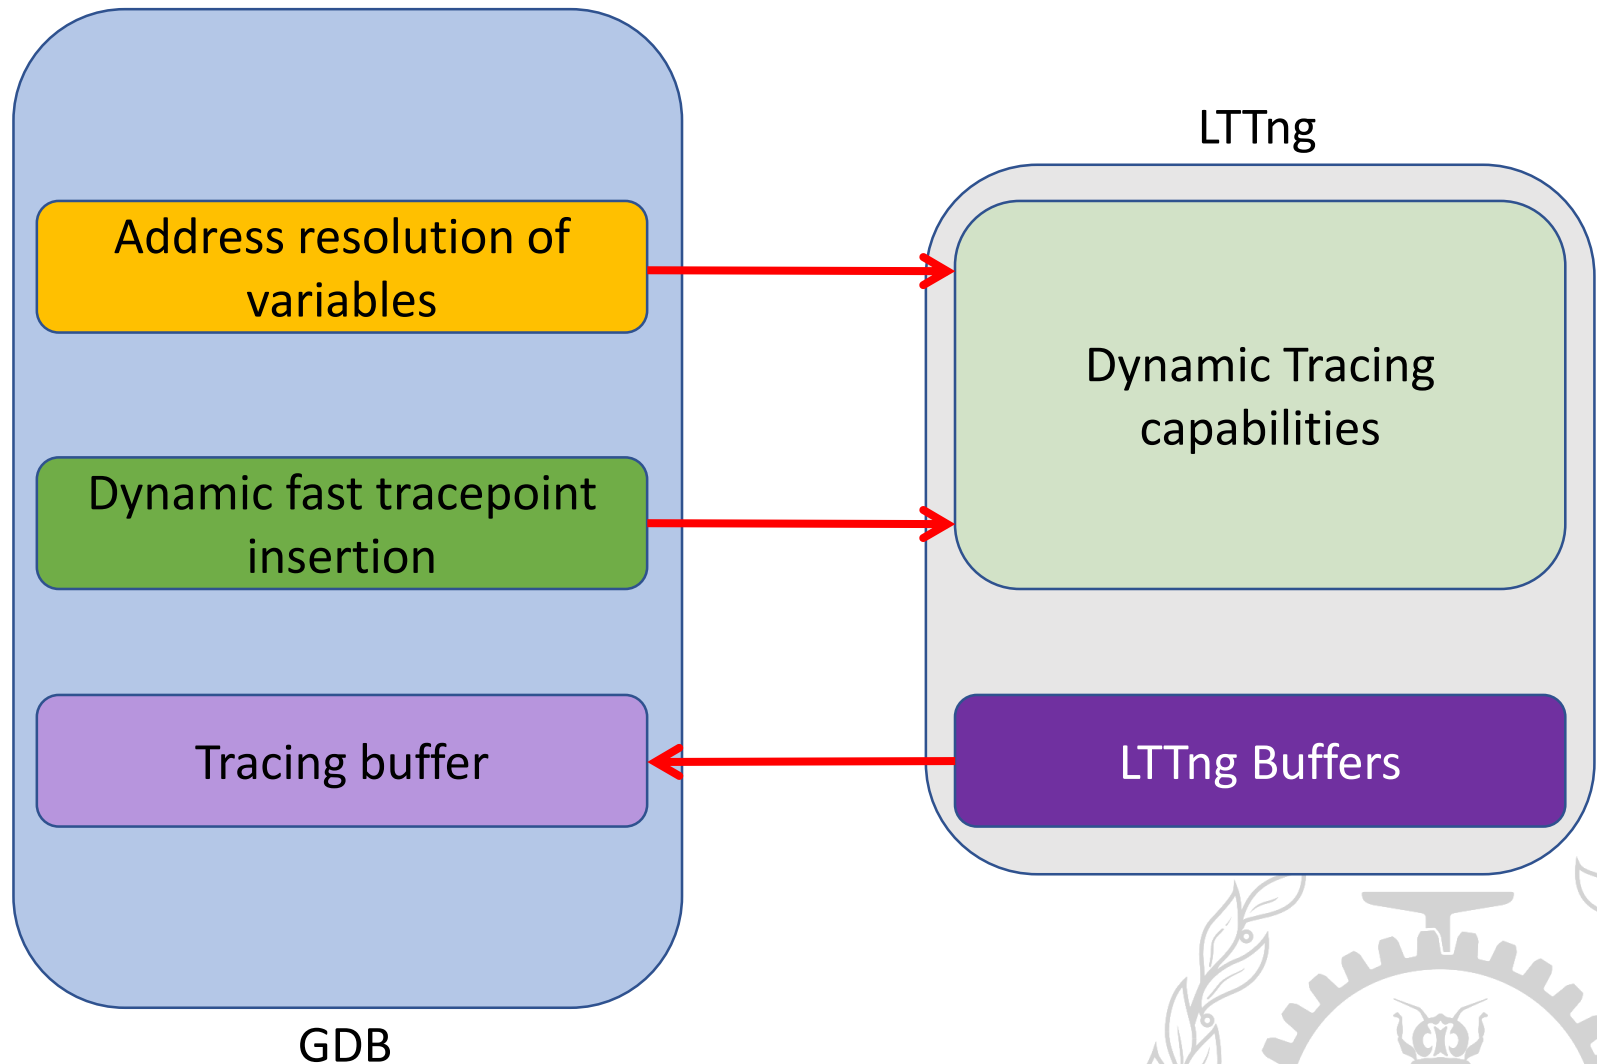 LTTng
Address resolution of
variables
Dynamic Tracing
capabilities
Dynamic fast tracepoint
insertion
Tracing buffer
LTTng Buffers
GDB